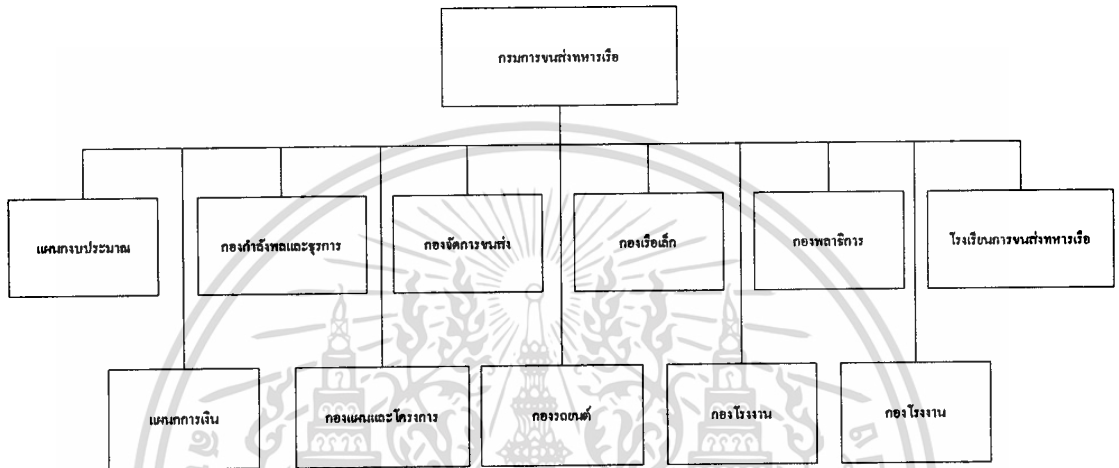 กรมการขนส่งทหารเรือ
แผนกงบประมาณ
กองกำลังพลและธุรการ
กองจัดการขนส่ง
กองเรือเล็ก
กองพลาธิการ
โรงเรียนการขนส่งทหารเรือ
แผนกการเงิน
กองแผนและโครงการ
กองรถยนต์
กองโรงงาน
กองโรงงาน